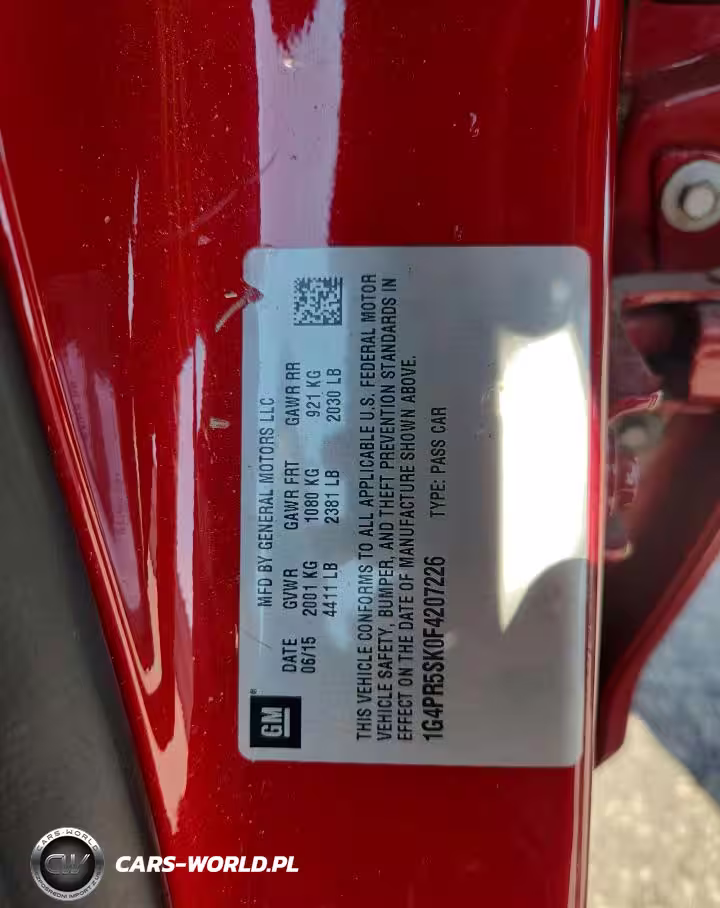 GM
MFD BY GENERAL MOTORS LLC
DATE GVWR GAWR FRT GAWR RR
06/15 2001 KG 1080 KG 921 KG
4411 LB 2381 LB 2030 LB
THIS VEHICLE CONFORMS TO ALL APPLICABLE U.S. FEDERAL MOTOR
VEHICLE SAFETY, BUMPER, AND THEFT PREVENTION STANDARDS IN
EFFECT ON THE DATE OF MANUFACTURE SHOWN ABOVE.
1G4PR5SK0F4207226 TYPE: PASS CAR
CARS-WORLD.PL
CARS-WORLD
CW